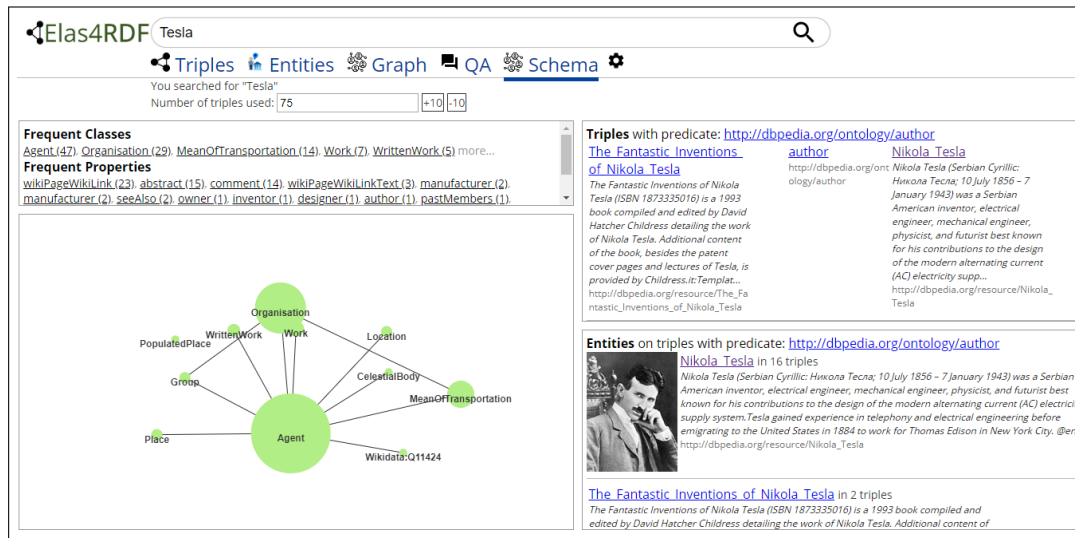 Elas4RDF
Tesla
Triples Entities Graph QA Schema
You searched for "Tesla"
Number of triples used: 75 +10 -10
Frequent Classes
Agent (47), Organisation (29), MeanOfTransportation (14), Work (7), WrittenWork (5) more...
Frequent Properties
wikiPageWikiLink (23), abstract (15), comment (14), wikiPageWikiLinkText (3), manufacturer (2),
manufacturer (2), seeAlso (2), owner (1), inventor (1), designer (1), author (1), pastMembers (1),
Organisation
WrittenWork
Work
Location
PopulatedPlace
Group
CelestialBody
MeanOfTransportation
Place
Agent
Wikidata:Q11424
Triples with predicate: http://dbpedia.org/ontology/author
The Fantastic Inventions
of Nikola Tesla
The Fantastic Inventions of Nikola
Tesla (ISBN 1873335016) is a 1993
book compiled and edited by David
Hatcher Childress detailing the work
of Nikola Tesla. Additional content
of the book, besides the patent
cover pages and lectures of Tesla, is
provided by Childress.it:Templat...
http://dbpedia.org/resource/The_Fa
ntastic_Inventions_of_Nikola_Tesla
author
http://dbpedia.org/ont
ology/author
Nikola Tesla
Nikola Tesla (Serbian Cyrillic:
Никола Тесла; 10 July 1856 – 7
January 1943) was a Serbian
American inventor, electrical
engineer, mechanical engineer,
physicist, and futurist best known
for his contributions to the design
of the modern alternating current
(AC) electricity supp...
http://dbpedia.org/resource/Nikola_
Tesla
Entities on triples with predicate: http://dbpedia.org/ontology/author
Nikola Tesla in 16 triples
Nikola Tesla (Serbian Cyrillic: Никола Тесла; 10 July 1856 – 7 January 1943) was a Serbian
American inventor, electrical engineer, mechanical engineer, physicist, and futurist best
known for his contributions to the design of the modern alternating current (AC) electrici
supply system.Tesla gained experience in telephony and electrical engineering before
emigrating to the United States in 1884 to work for Thomas Edison in New York City. @en
http://dbpedia.org/resource/Nikola_Tesla
The Fantastic Inventions of Nikola Tesla in 2 triples
The Fantastic Inventions of Nikola Tesla (ISBN 1873335016) is a 1993 book compiled and
edited by David Hatcher Childress detailing the work of Nikola Tesla. Additional content of